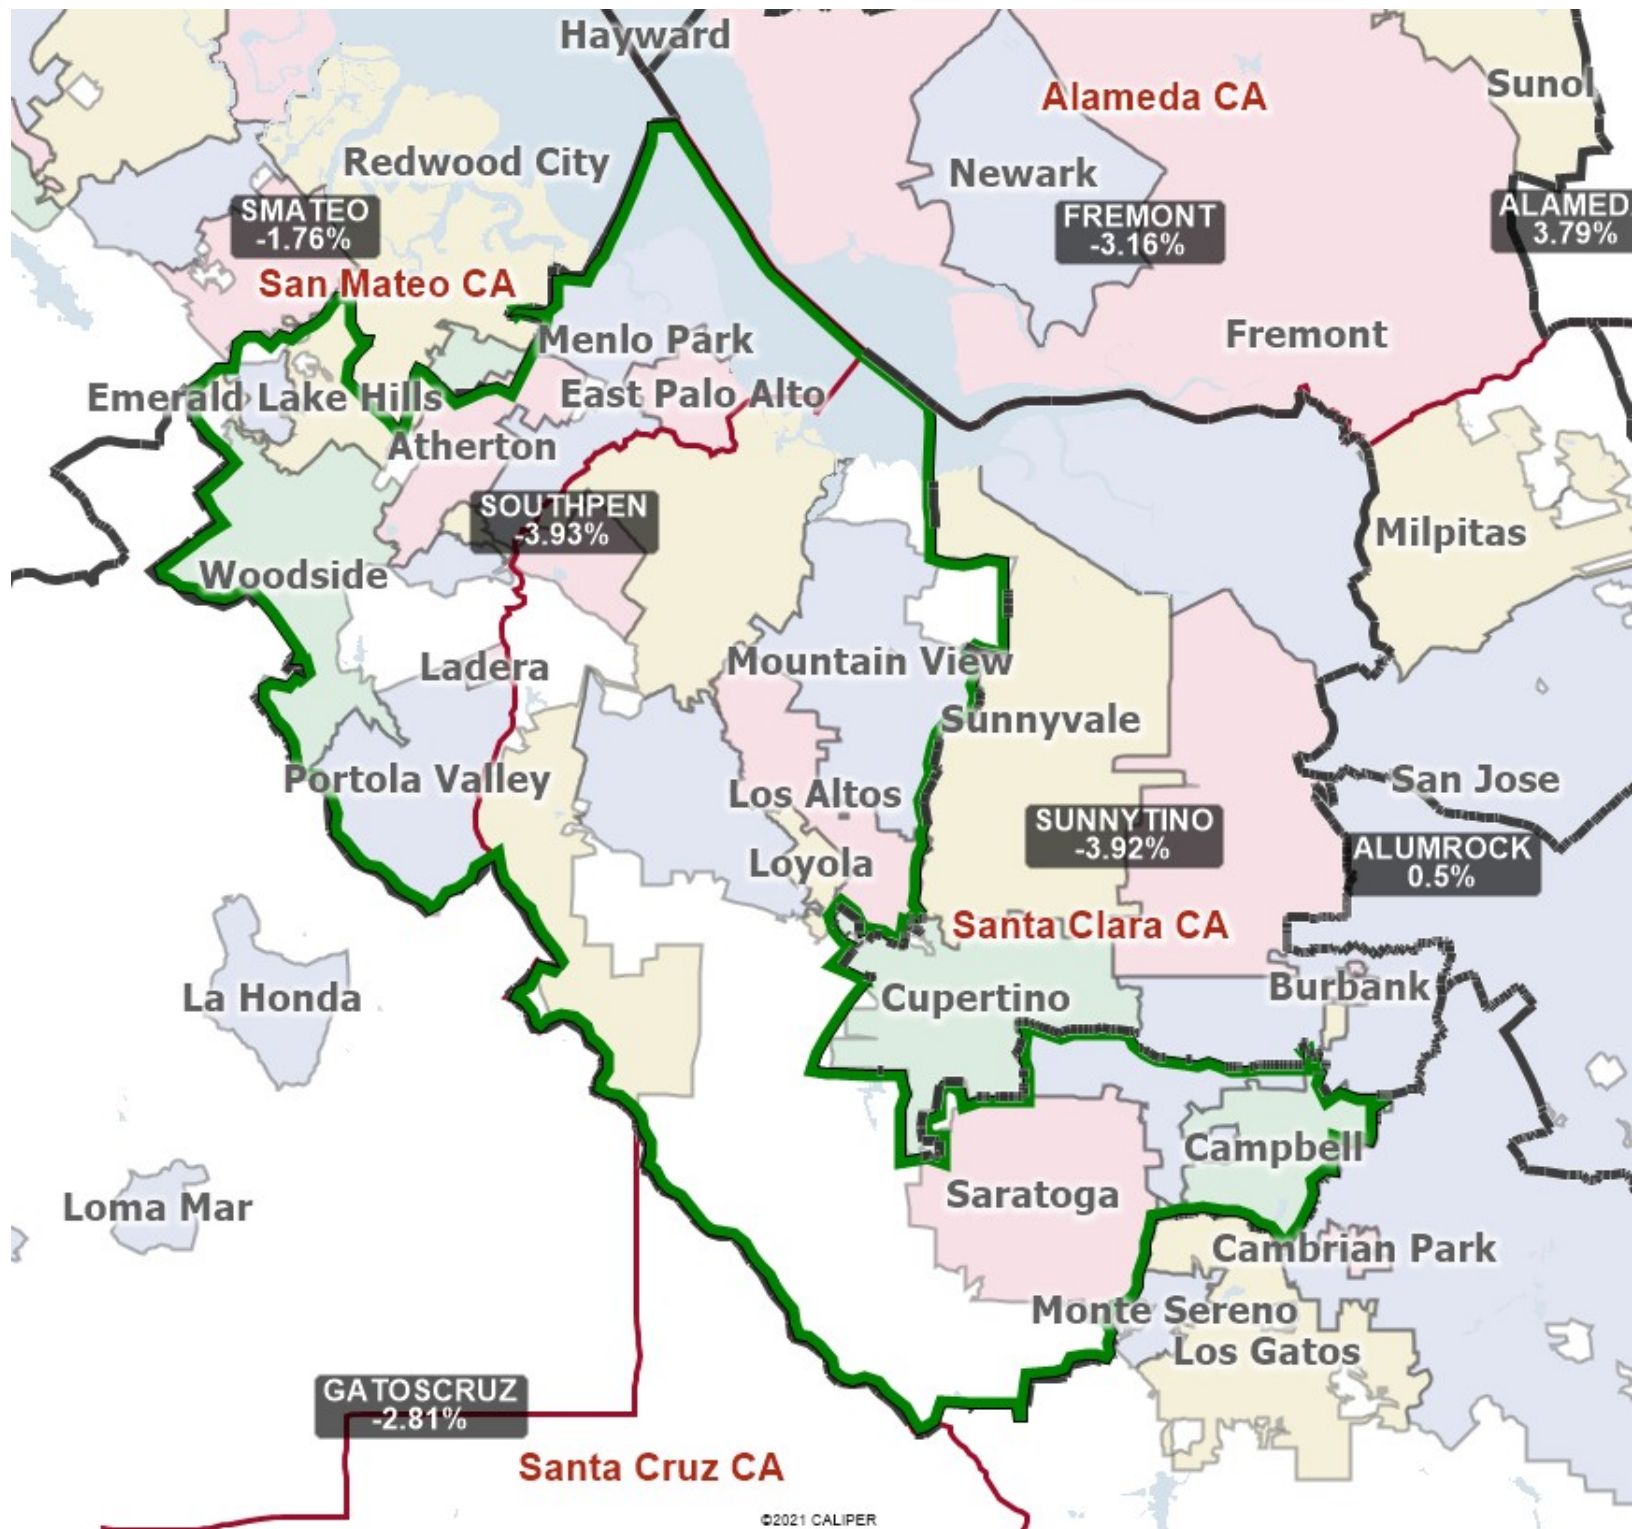 Hayward
Sunol
Alameda CA
Redwood City
Newark
SMATEO
-1.76%
FREMONT
-3.16%
ALAMED
3.79%
San Mateo CA
Menlo Park
Fremont
Emerald Lake Hills
East Palo Alto
Atherton
SOUTHPEN
-3.93%
Milpitas
Woodside
Ladera
Mountain View
Sunnyvale
Portola Valley
San Jose
Los Altos
SUNNYTINO
-3.92%
Loyola
ALUMROCK
0.5%
Santa Clara CA
La Honda
Cupertino
Burbank
Campbell
Loma Mar
Saratoga
Cambrian Park
Monte Sereno
Los Gatos
GATOSCRUZ
-2.81%
Santa Cruz CA
©2021 CALIPER